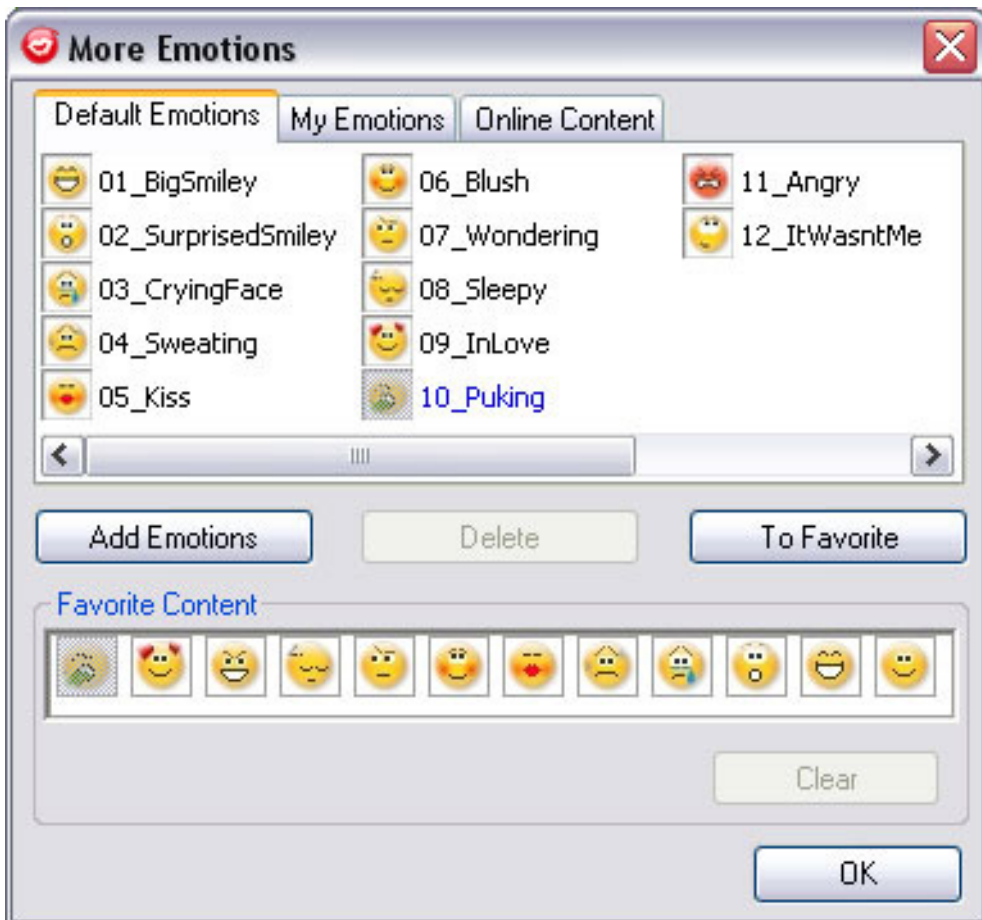 More Emotions
Default Emotions My Emotions Online Content
01_BigSmiley 06_Blush 11_Angry
02_SurprisedSmiley 07_Wondering 12_ItWasntMe
03_CryingFace 08_Sleepy
04_Sweating 09_InLove
05_Kiss 10_Puking
Add Emotions Delete To Favorite
Favorite Content
Clear
OK